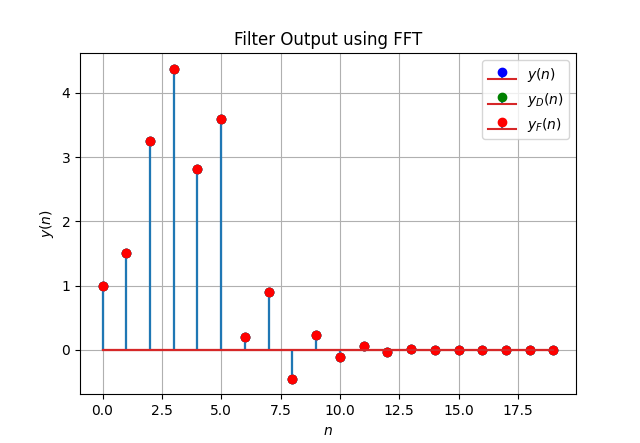 Filter Output using FFT
y(n)
y_D(n)
y_F(n)
y(n)
4
3
2
1
0
0.0 2.5 5.0 7.5 10.0 12.5 15.0 17.5
n